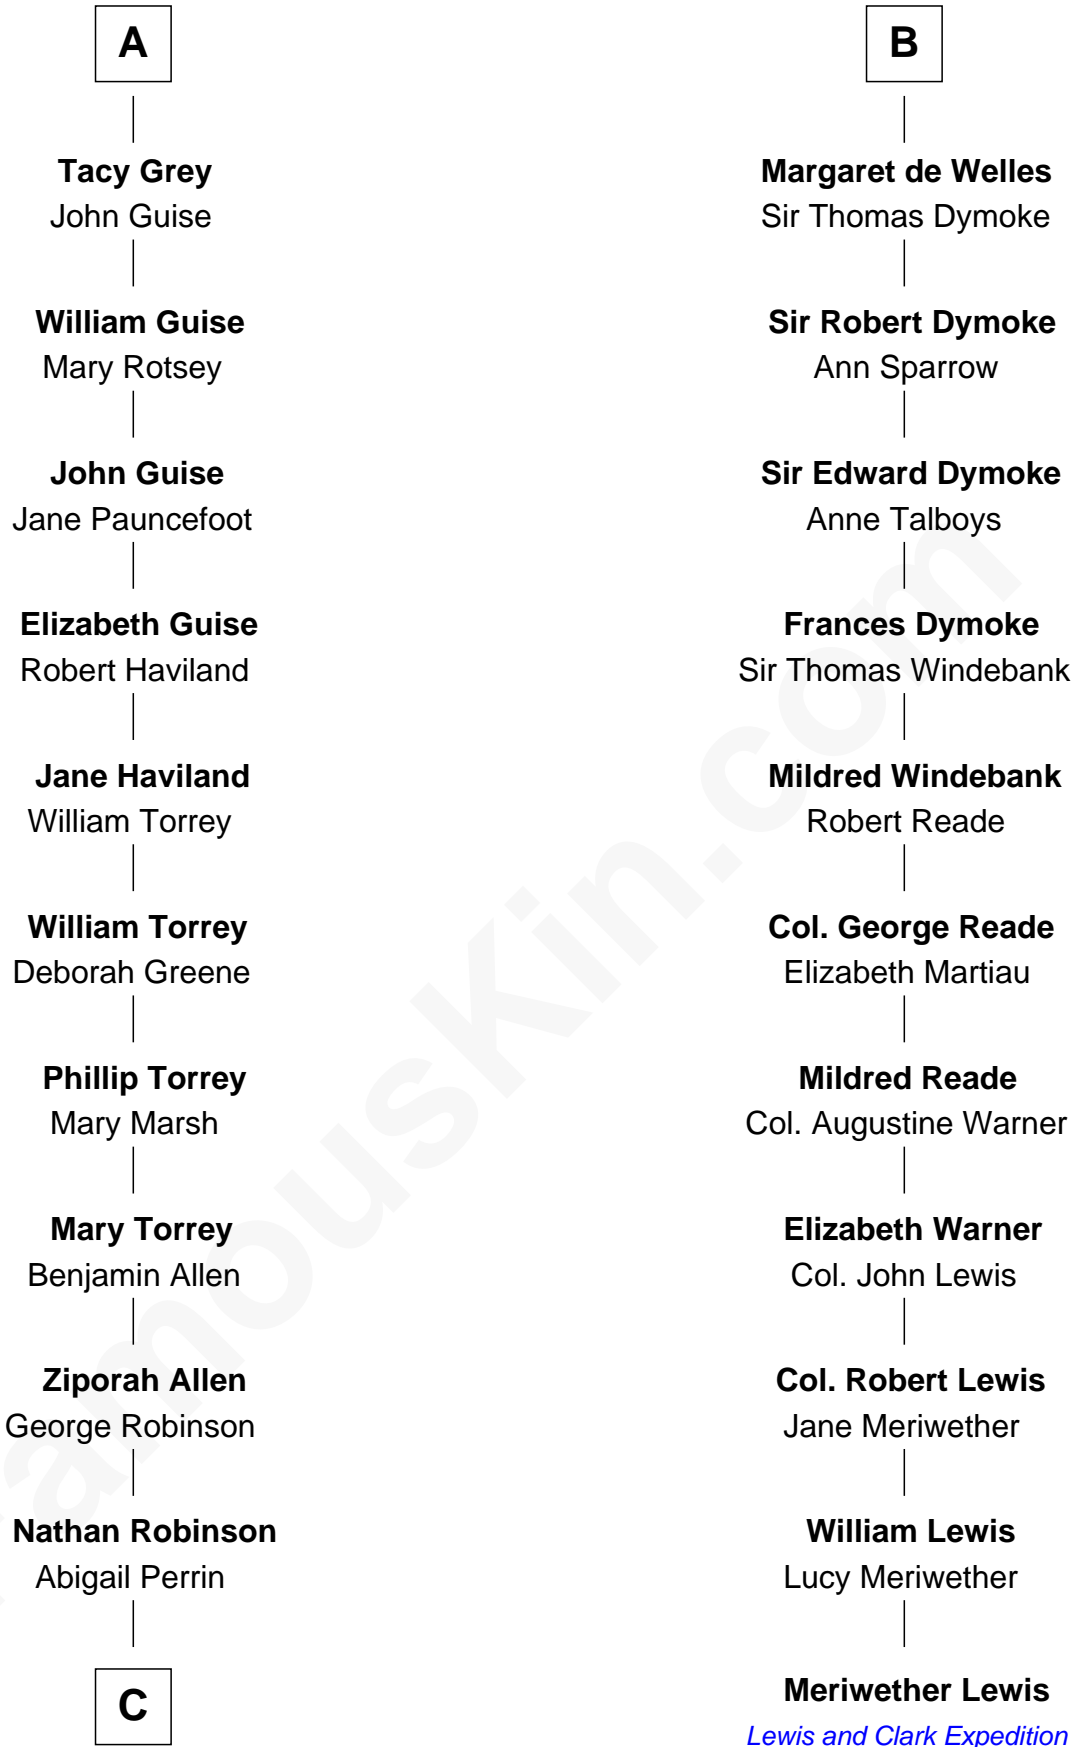 A
Tacy Grey
John Guise
William Guise
Mary Rotsey
John Guise
Jane Pauncefoot
Elizabeth Guise
Robert Haviland
Jane Haviland
William Torrey
William Torrey
Deborah Greene
Phillip Torrey
Mary Marsh
Mary Torrey
Benjamin Allen
Ziporah Allen
George Robinson
Nathan Robinson
Abigail Perrin
C
B
Margaret de Welles
Sir Thomas Dymoke
Sir Robert Dymoke
Ann Sparrow
Sir Edward Dymoke
Anne Talboys
Frances Dymoke
Sir Thomas Windebank
Mildred Windebank
Robert Reade
Col. George Reade
Elizabeth Martiau
Mildred Reade
Col. Augustine Warner
Elizabeth Warner
Col. John Lewis
Col. Robert Lewis
Jane Meriwether
William Lewis
Lucy Meriwether
Meriwether Lewis
Lewis and Clark Expedition
famouskin.com